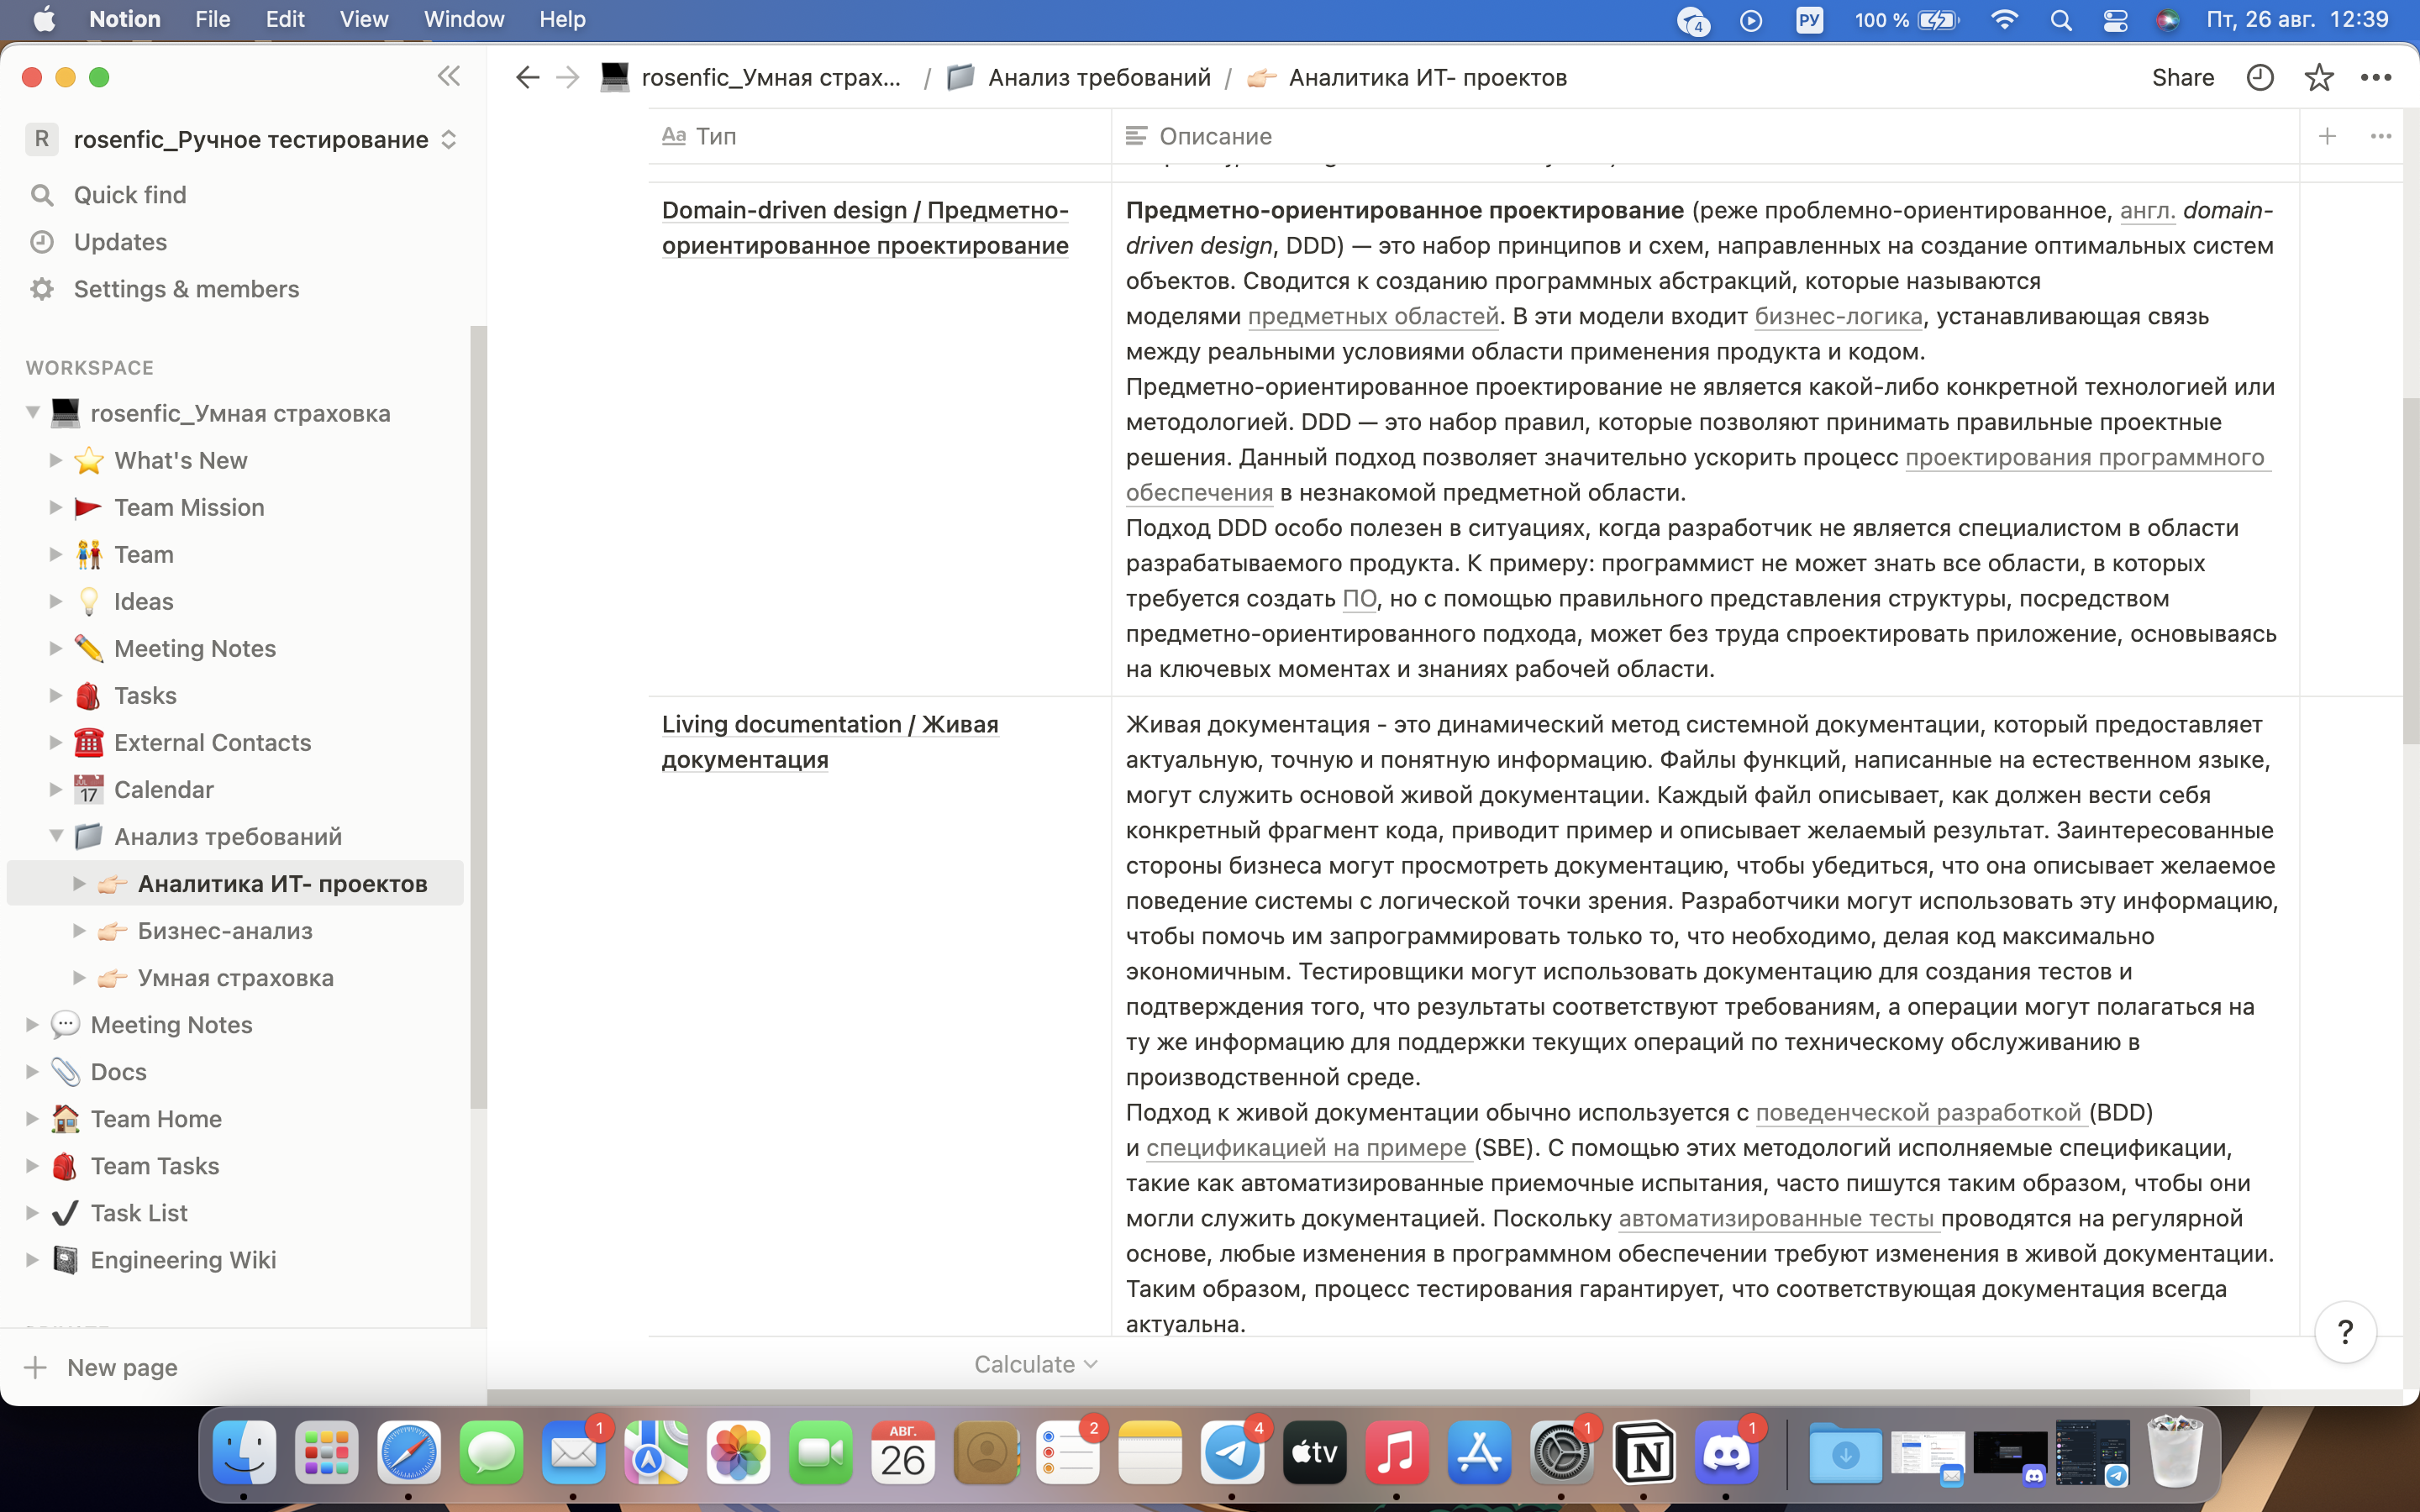 Notion File Edit View Window Help 4 РУ 100 % Пт, 26 авг. 12:39
rosenfic_Умная страх... / Анализ требований / Аналитика ИТ- проектов Share
R rosenfic_Ручное тестирование
Quick find
Updates
Settings & members
WORKSPACE
rosenfic_Умная страховка
What's New
Team Mission
Team
Ideas
Meeting Notes
Tasks
External Contacts
17 Calendar
Анализ требований
Аналитика ИТ- проектов
Бизнес-анализ
Умная страховка
Meeting Notes
Docs
Team Home
Team Tasks
Task List
Engineering Wiki
New page
Aa Тип
Описание
Domain-driven design / Предметно-
ориентированное проектирование
Предметно-ориентированное проектирование (реже проблемно-ориентированное, англ. domain-
driven design, DDD) — это набор принципов и схем, направленных на создание оптимальных систем
объектов. Сводится к созданию программных абстракций, которые называются
моделями предметных областей. В эти модели входит бизнес-логика, устанавливающая связь
между реальными условиями области применения продукта и кодом.
Предметно-ориентированное проектирование не является какой-либо конкретной технологией или
методологией. DDD — это набор правил, которые позволяют принимать правильные проектные
решения. Данный подход позволяет значительно ускорить процесс проектирования программного
обеспечения в незнакомой предметной области.
Подход DDD особо полезен в ситуациях, когда разработчик не является специалистом в области
разрабатываемого продукта. К примеру: программист не может знать все области, в которых
требуется создать ПО, но с помощью правильного представления структуры, посредством
предметно-ориентированного подхода, может без труда спроектировать приложение, основываясь
на ключевых моментах и знаниях рабочей области.
Living documentation / Живая
документация
Живая документация - это динамический метод системной документации, который предоставляет
актуальную, точную и понятную информацию. Файлы функций, написанные на естественном языке,
могут служить основой живой документации. Каждый файл описывает, как должен вести себя
конкретный фрагмент кода, приводит пример и описывает желаемый результат. Заинтересованные
стороны бизнеса могут просмотреть документацию, чтобы убедиться, что она описывает желаемое
поведение системы с логической точки зрения. Разработчики могут использовать эту информацию,
чтобы помочь им запрограммировать только то, что необходимо, делая код максимально
экономичным. Тестировщики могут использовать документацию для создания тестов и
подтверждения того, что результаты соответствуют требованиям, а операции могут полагаться на
ту же информацию для поддержки текущих операций по техническому обслуживанию в
производственной среде.
Подход к живой документации обычно используется с поведенческой разработкой (BDD)
и спецификацией на примере (SBE). С помощью этих методологий исполняемые спецификации,
такие как автоматизированные приемочные испытания, часто пишутся таким образом, чтобы они
могли служить документацией. Поскольку автоматизированные тесты проводятся на регулярной
основе, любые изменения в программном обеспечении требуют изменения в живой документации.
Таким образом, процесс тестирования гарантирует, что соответствующая документация всегда
актуальна.
Calculate
?
1 АВГ. 26 2 4 tv 1 1